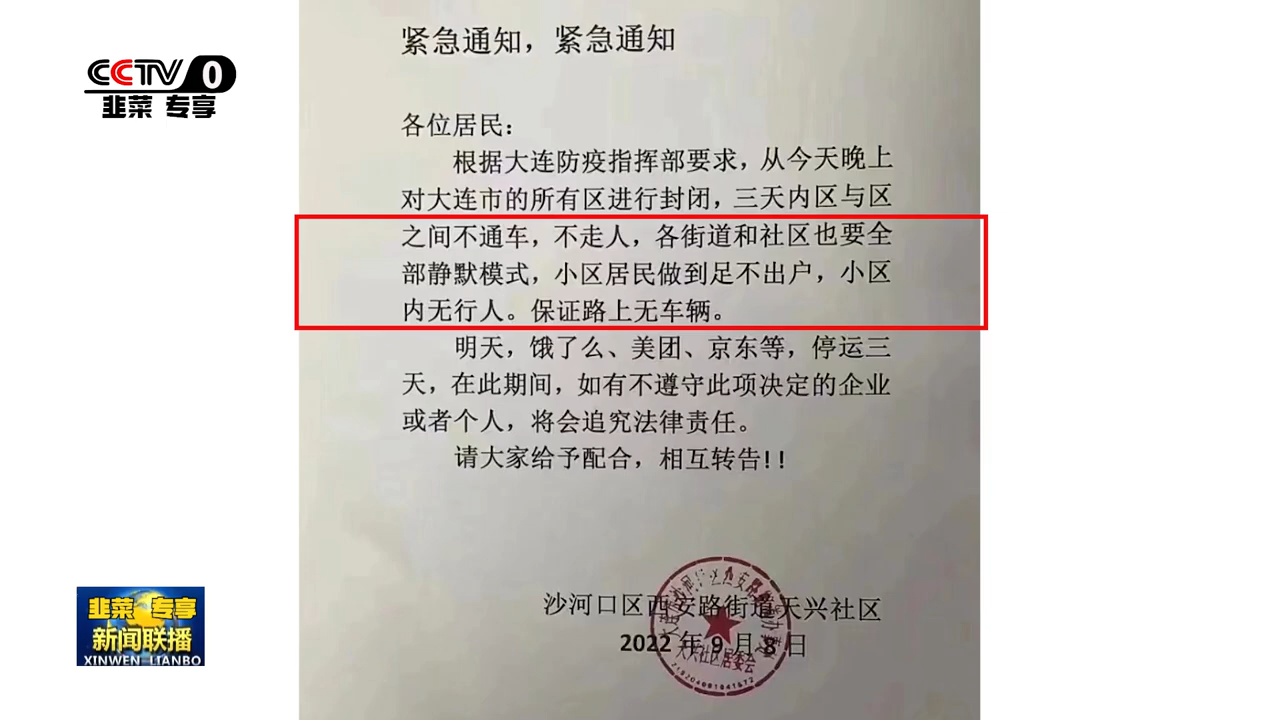 CCTV 0
韭菜 专享
紧急通知，紧急通知
各位居民：
根据大连防疫指挥部要求，从今天晚上
对大连市的所有区进行封闭，三天内区与区
之间不通车，不走人，各街道和社区也要全
部静默模式，小区居民做到足不出户，小区
内无行人。保证路上无车辆。
明天，饿了么、美团、京东等，停运三
天，在此期间，如有不遵守此项决定的企业
或者个人，将会追究法律责任。
请大家给予配合，相互转告!!
沙河口区西安路街道天兴社区
2022 年 9 月 8 日
天兴社区居委会
韭菜 专享
新闻联播
XINWEN LIANBO